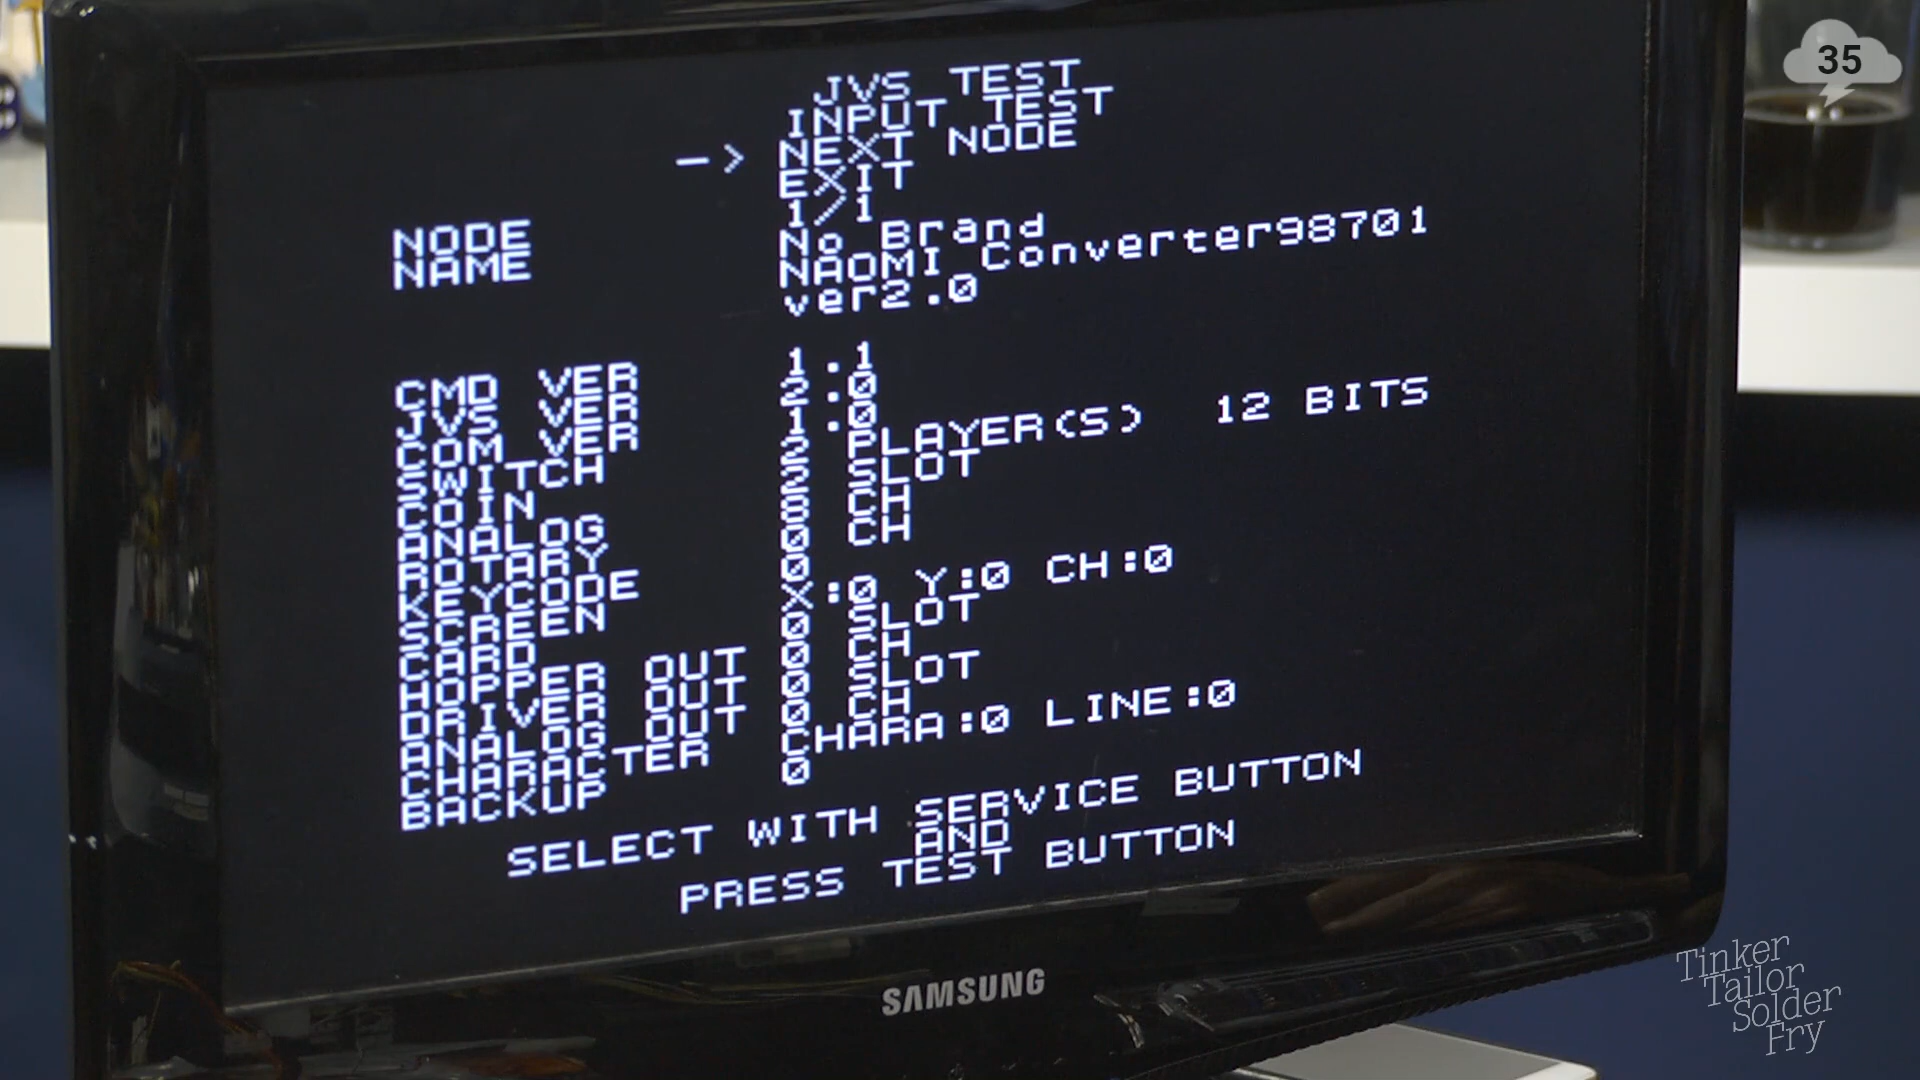 35
JVS TEST
INPUT TEST
-> NEXT NODE
EXIT
NODE 1/1
NAME No Brand
NAOMI Converter98701
ver2.0
CMD VER 1.1
JVS VER 2.0
COM VER 1.0
SWITCH 2 PLAYER(S) 12 BITS
COIN 2 SLOT
ANALOG 8 CH
ROTARY 0 CH
KEYCODE 0
SCREEN X:0 Y:0 CH:0
CARD 0 SLOT
HOPPER OUT 0 CH
DRIVER OUT 0 SLOT
ANALOG OUT 0 CH
CHARACTER CHARA:0 LINE:0
BACKUP 0
SELECT WITH SERVICE BUTTON
AND
PRESS TEST BUTTON
SAMSUNG
Tinker
Tailor
Solder
Fry